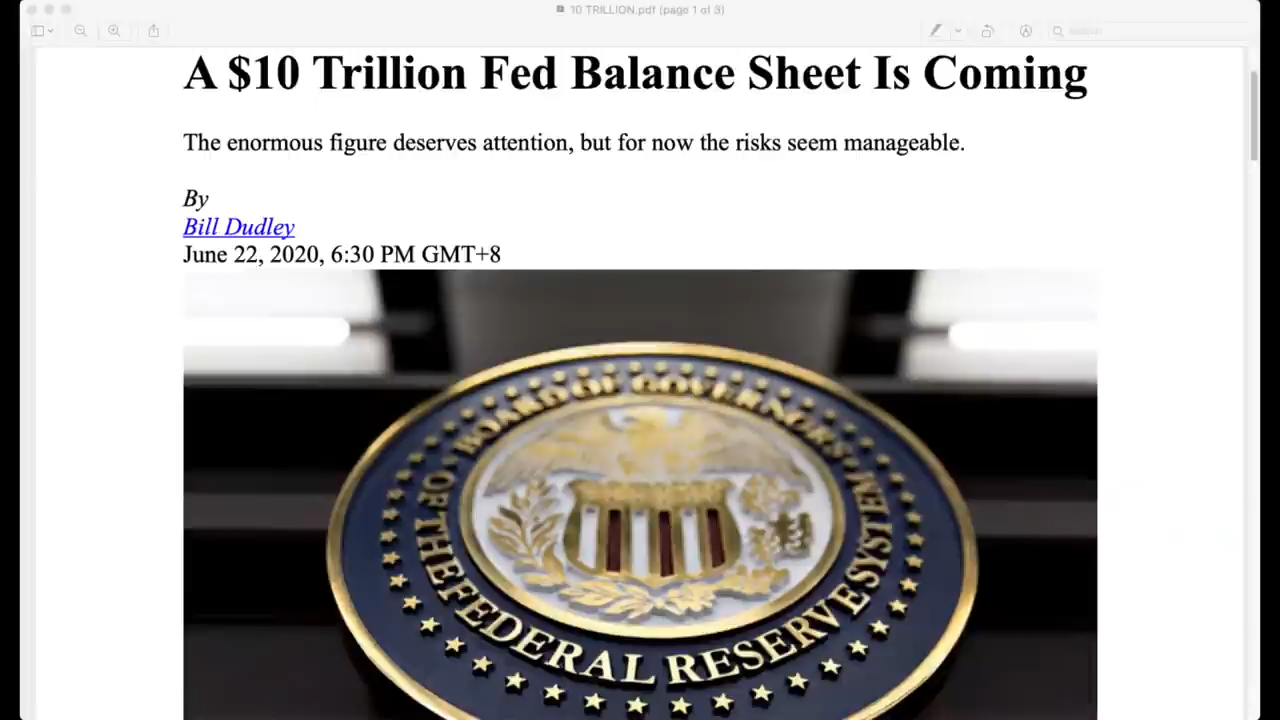 10 TRILLION.pdf (page 1 of 3)
Search
A $10 Trillion Fed Balance Sheet Is Coming
The enormous figure deserves attention, but for now the risks seem manageable.
By
Bill Dudley
June 22, 2020, 6:30 PM GMT+8
BOARD OF GOVERNORS
OF THE FEDERAL RESERVE SYSTEM